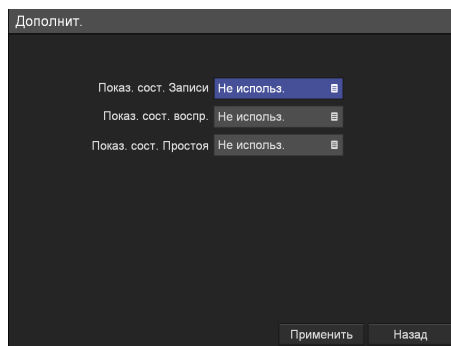 Дополнит.
Показ. сост. Записи Не использ.
Показ. сост. воспр. Не использ.
Показ. сост. Простоя Не использ.
Применить Назад